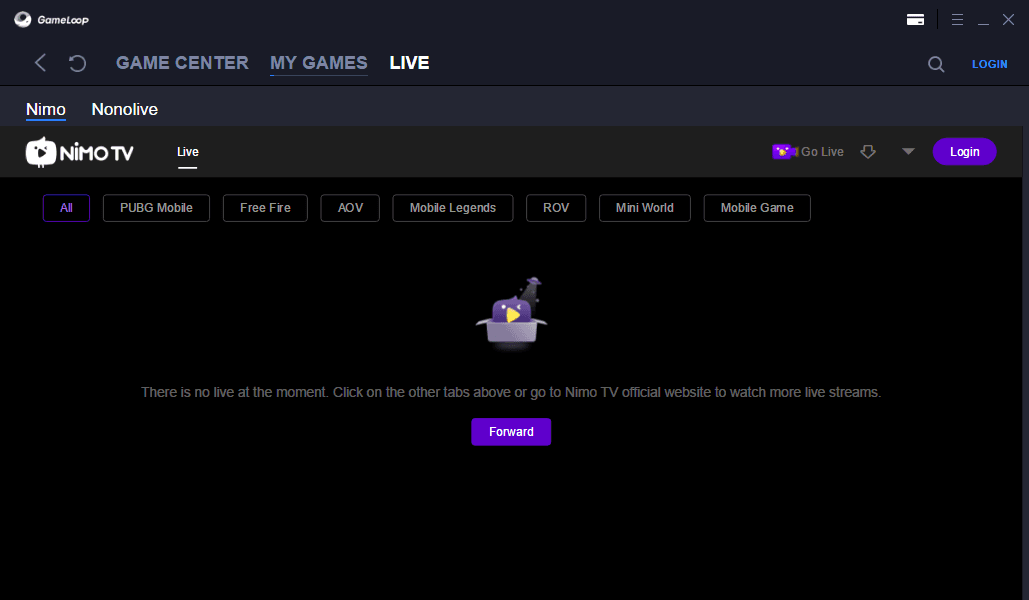 GameLoop
GAME CENTER MY GAMES LIVE LOGIN
Nimo Nonolive
NiMO TV Live Go Live Login
All PUBG Mobile Free Fire AOV Mobile Legends ROV Mini World Mobile Game
There is no live at the moment. Click on the other tabs above or go to Nimo TV official website to watch more live streams.
Forward